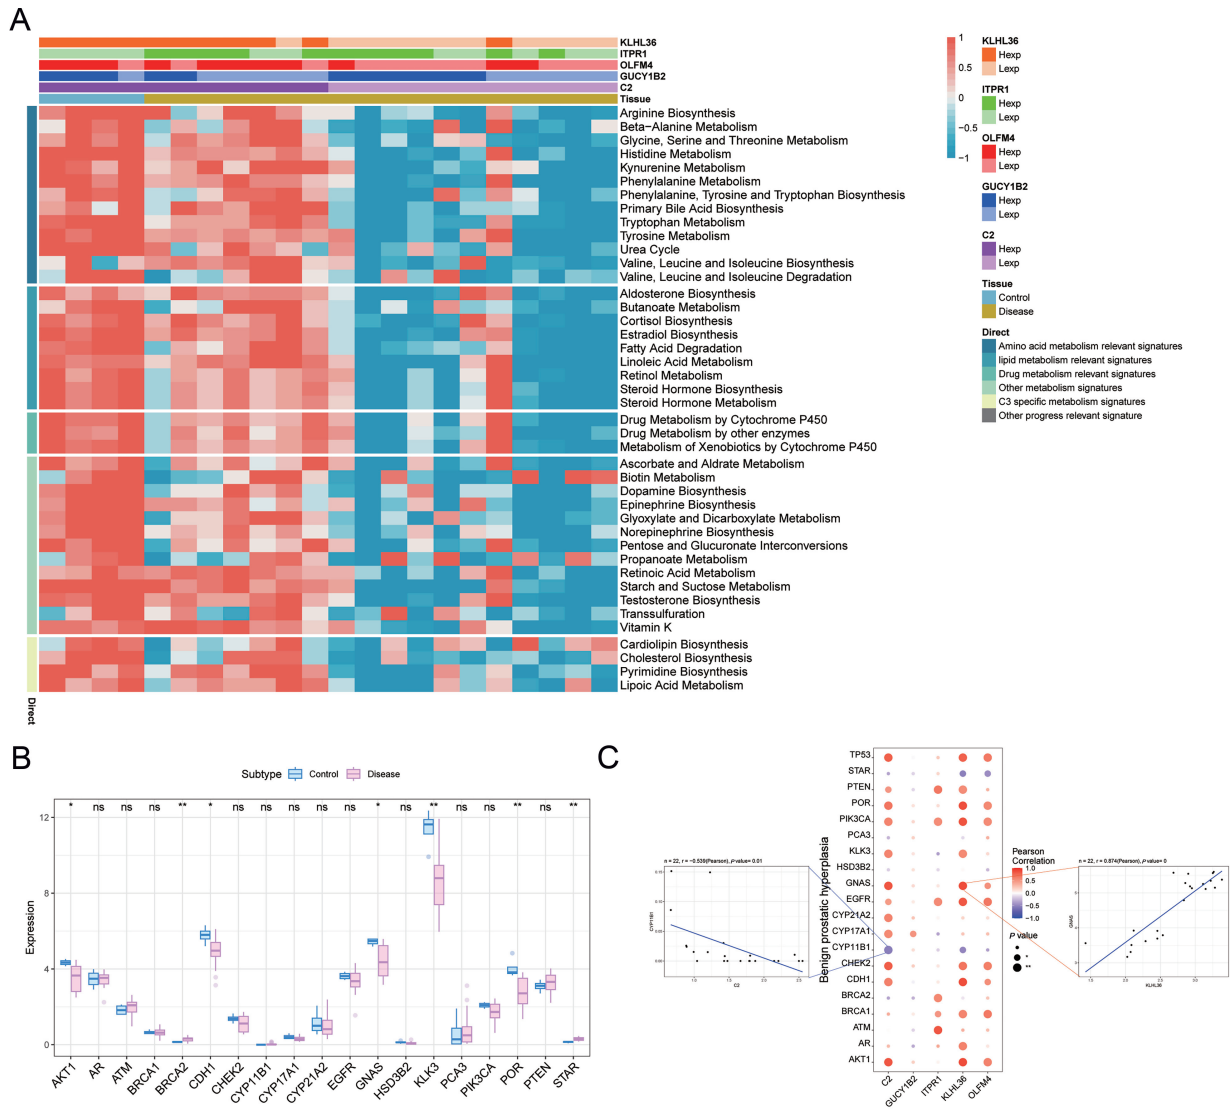 A
KLHL36
ITPR1
OLFM4
GUCY1B2
C2
Tissue
Arginine Biosynthesis
Beta-Alanine Metabolism
Glycine, Serine and Threonine Metabolism
Histidine Metabolism
Kynurenine Metabolism
Phenylalanine Metabolism
Phenylalanine, Tyrosine and Tryptophan Biosynthesis
Primary Bile Acid Biosynthesis
Tryptophan Metabolism
Tyrosine Metabolism
Urea Cycle
Valine, Leucine and Isoleucine Biosynthesis
Valine, Leucine and Isoleucine Degradation
Aldosterone Biosynthesis
Butanoate Metabolism
Cortisol Biosynthesis
Estradiol Biosynthesis
Fatty Acid Degradation
Linoleic Acid Metabolism
Retinol Metabolism
Steroid Hormone Biosynthesis
Steroid Hormone Metabolism
Drug Metabolism by Cytochrome P450
Drug Metabolism by other enzymes
Metabolism of Xenobiotics by Cytochrome P450
Ascorbate and Aldrate Metabolism
Biotin Metabolism
Dopamine Biosynthesis
Epinephrine Biosynthesis
Glyoxylate and Dicarboxylate Metabolism
Norepinephrine Biosynthesis
Pentose and Glucuronate Interconversions
Propanoate Metabolism
Retinoic Acid Metabolism
Starch and Suctose Metabolism
Testosterone Biosynthesis
Transsulfuration
Vitamin K
Cardiolipin Biosynthesis
Cholesterol Biosynthesis
Pyrimidine Biosynthesis
Lipoic Acid Metabolism
Direct
1
0.5
0
-0.5
-1
KLHL36
Hexp
Lexp
ITPR1
Hexp
Lexp
OLFM4
Hexp
Lexp
GUCY1B2
Hexp
Lexp
C2
Hexp
Lexp
Tissue
Control
Disease
Direct
Amino acid metabolism relevant signatures
lipid metabolism relevant signatures
Drug metabolism relevant signatures
Other metabolism signatures
C3 specific metabolism signatures
Other progress relevant signature
B
Subtype Control Disease
* ns ns ns ** * ns ns ns ns ns * ns ** ns ns ** ns **
Expression
12
8
4
0
AKT1 AR ATM BRCA1 BRCA2 CDH1 CHEK2 CYP11B1 CYP17A1 CYP21A2 EGFR GNAS HSD3B2 KLK3 PCA3 PIK3CA POR PTEN STAR
C
Benign prostatic hyperplasia
TP53
STAR
PTEN
POR
PIK3CA
PCA3
KLK3
HSD3B2
GNAS
EGFR
CYP21A2
CYP17A1
CYP11B1
CHEK2
CDH1
BRCA2
BRCA1
ATM
AR
AKT1
C2 GUCY1B2 ITPR1 KLHL36 OLFM4
n = 22, r = -0.539(Pearson), P value= 0.01
CYP11B1
C2
Pearson
Correlation
1.0
0.5
0.0
-0.5
-1.0
P value
*
**
n = 22, r = 0.874(Pearson), P value= 0
GNAS
KLHL36